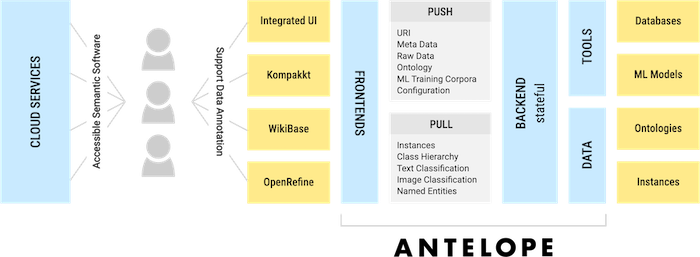 CLOUD SERVICES
Accessible Semantic Software
Support Data Annotation
Integrated UI
Kompakkt
WikiBase
OpenRefine
FRONTENDS
PUSH
URI
Meta Data
Raw Data
Ontology
ML Training Corpora
Configuration
PULL
Instances
Class Hierarchy
Text Classification
Image Classification
Named Entities
BACKEND
stateful
TOOLS
DATA
Databases
ML Models
Ontologies
Instances
ANTELOPE